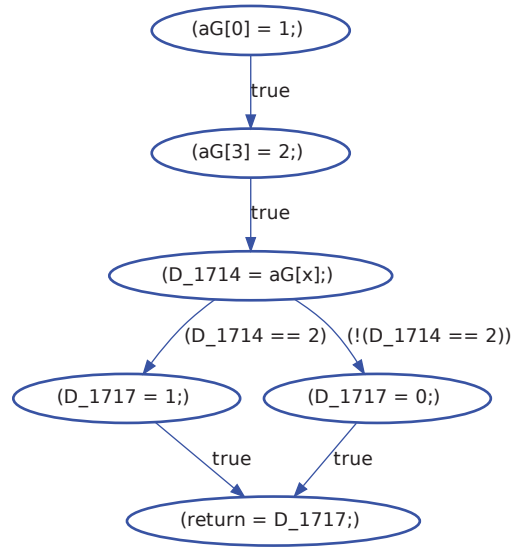 (aG[0] = 1;)
true
(aG[3] = 2;)
true
(D_1714 = aG[x];)
(D_1714 == 2)
(!(D_1714 == 2))
(D_1717 = 1;)
(D_1717 = 0;)
true
true
(return = D_1717;)